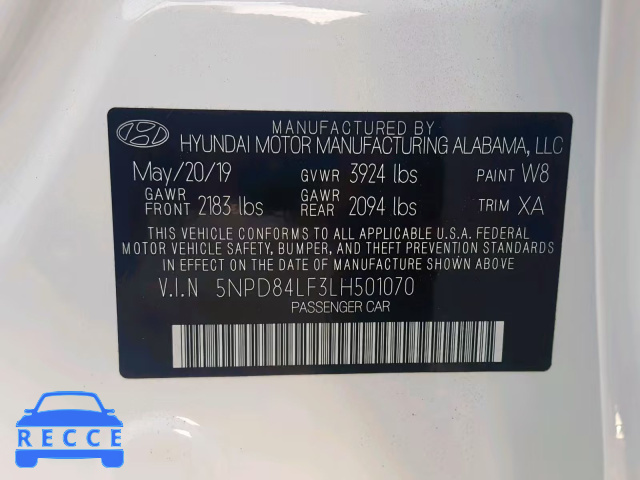 MANUFACTURED BY
HYUNDAI MOTOR MANUFACTURING ALABAMA, LLC
May/20/19 GVWR 3924 lbs PAINT W8
GAWR FRONT 2183 lbs GAWR REAR 2094 lbs TRIM XA
THIS VEHICLE CONFORMS TO ALL APPLICABLE U.S.A. FEDERAL
MOTOR VEHICLE SAFETY, BUMPER, AND THEFT PREVENTION STANDARDS
IN EFFECT ON THE DATE OF MANUFACTURE SHOWN ABOVE.
V.I.N 5NPD84LF3LH501070
PASSENGER CAR
RECCE